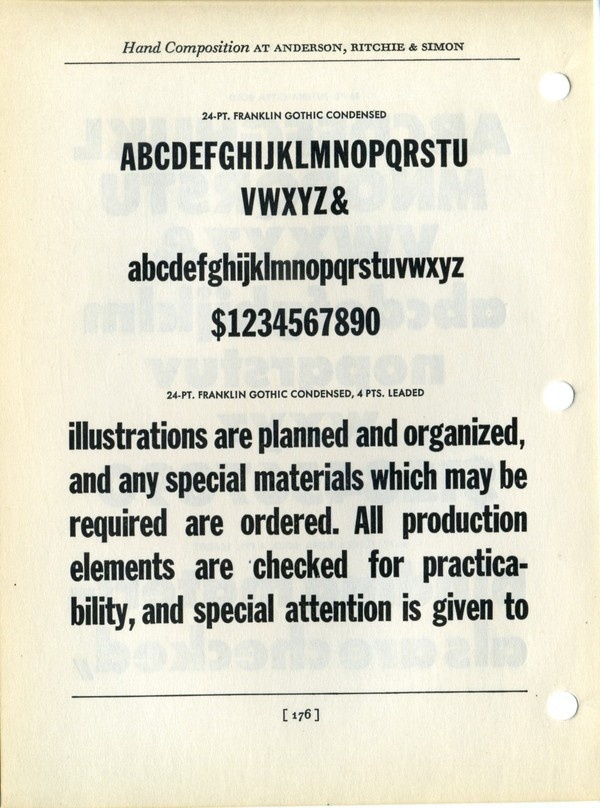 Hand Composition AT ANDERSON, RITCHIE & SIMON
24-PT. FRANKLIN GOTHIC CONDENSED
ABCDEFGHIJKLMNOPQRSTU
VWXYZ&
abcdefghijklmnopqrstuvwxyz
$1234567890
24-PT. FRANKLIN GOTHIC CONDENSED, 4 PTS. LEADED
illustrations are planned and organized,
and any special materials which may be
required are ordered. All production
elements are checked for practica-
bility, and special attention is given to
[ 176 ]